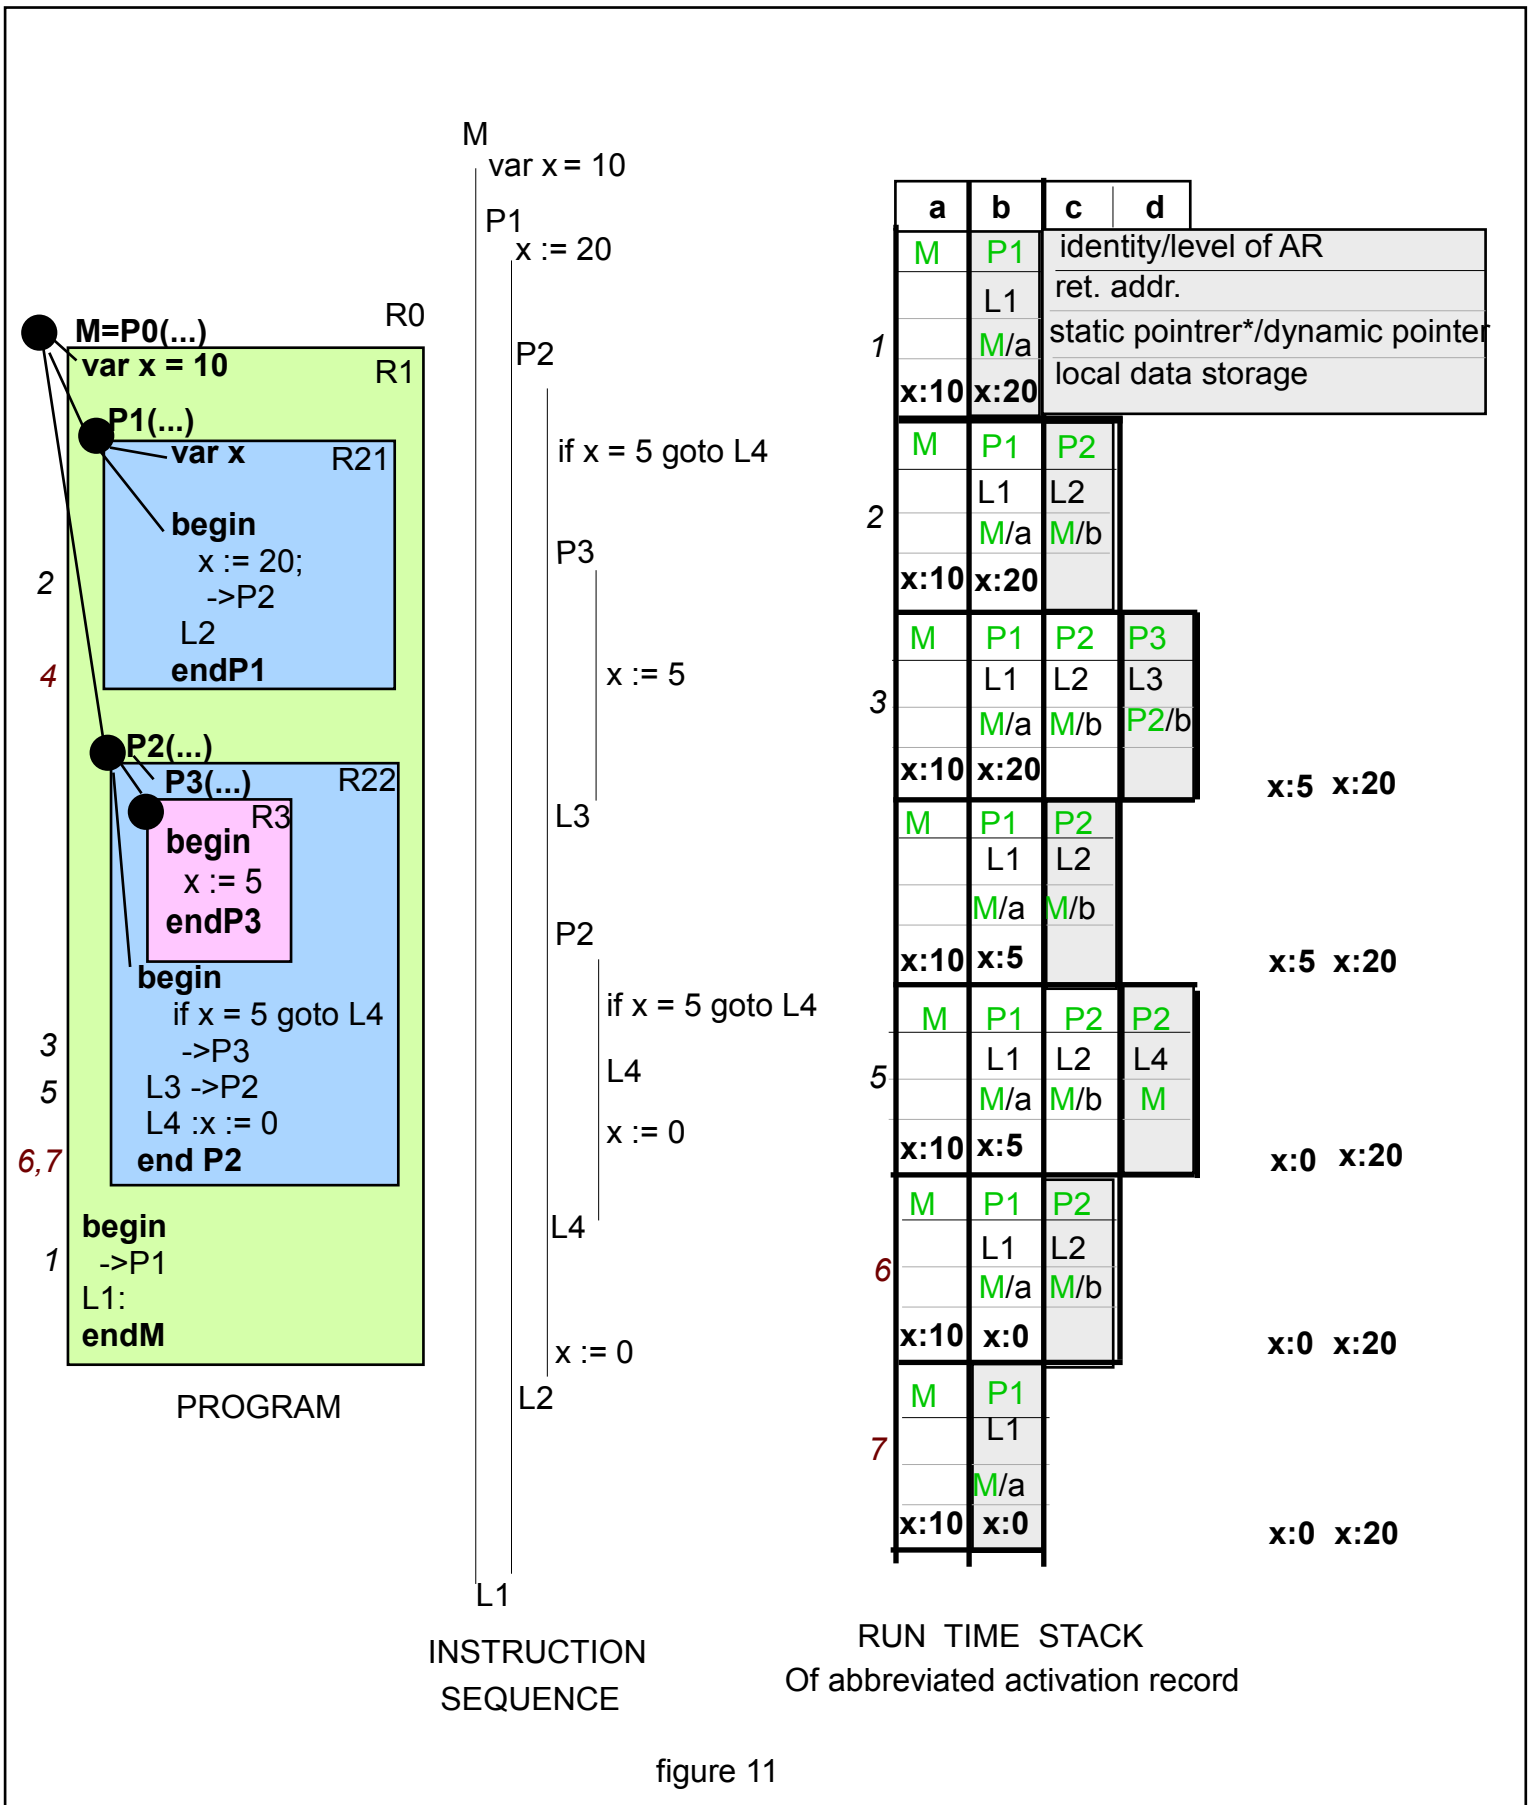 M=P0(...)
R0
var x = 10
R1
P1(...)
var x
R21
begin
x := 20;
2
->P2
L2
4
endP1
P2(...)
P3(...)
R22
R3
begin
x := 5
endP3
begin
if x = 5 goto L4
3
->P3
5
L3 ->P2
L4 :x := 0
6,7
end P2
begin
1
->P1
L1:
endM
PROGRAM
M
var x = 10
P1
x := 20
P2
if x = 5 goto L4
P3
x := 5
L3
P2
if x = 5 goto L4
L4
x := 0
L4
x := 0
L2
L1
INSTRUCTION
SEQUENCE
a b c d
M P1 identity/level of AR
L1 ret. addr.
1 M/a static pointrer*/dynamic pointer
x:10 x:20 local data storage
M P1 P2
2 L1 L2
M/a M/b
x:10 x:20
M P1 P2 P3
3 L1 L2 L3
M/a M/b P2/b
x:10 x:20 x:5 x:20
M P1 P2
L1 L2
M/a M/b
x:10 x:5 x:5 x:20
M P1 P2 P2
5 L1 L2 L4
M/a M/b M
x:10 x:5 x:0 x:20
M P1 P2
6 L1 L2
M/a M/b
x:10 x:0 x:0 x:20
M P1
7 L1
M/a
x:10 x:0 x:0 x:20
RUN TIME STACK
Of abbreviated activation record
figure 11